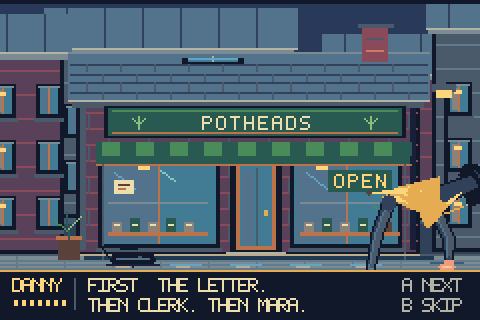 POTHEADS
OPEN
DANNY
FIRST THE LETTER.
THEN CLERK. THEN MARA.
A NEXT
B SKIP